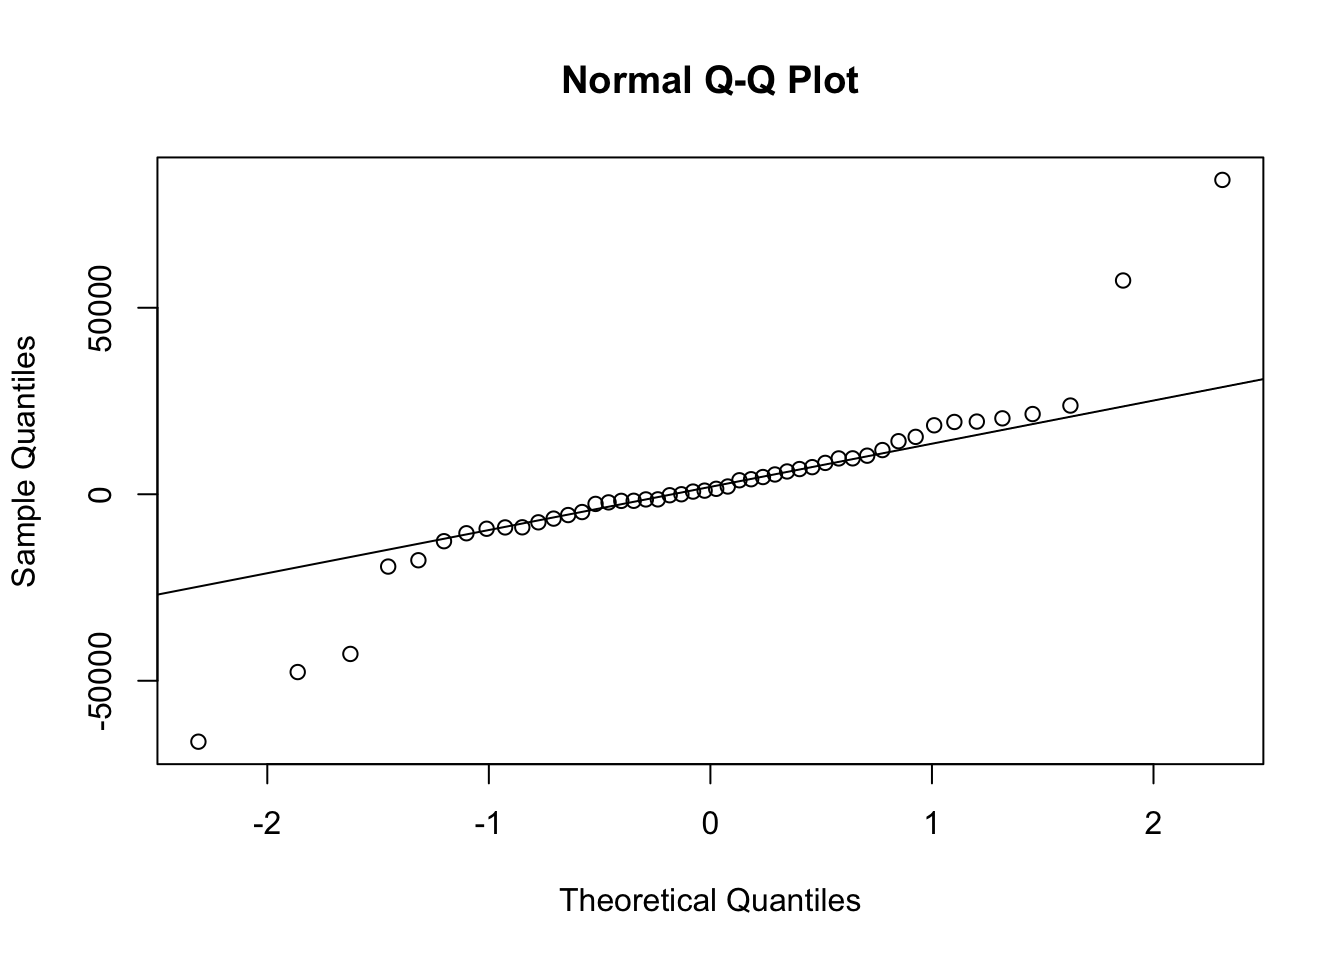 Normal Q-Q Plot
Sample Quantiles
50000
0
-50000
-2 -1 0 1 2
Theoretical Quantiles